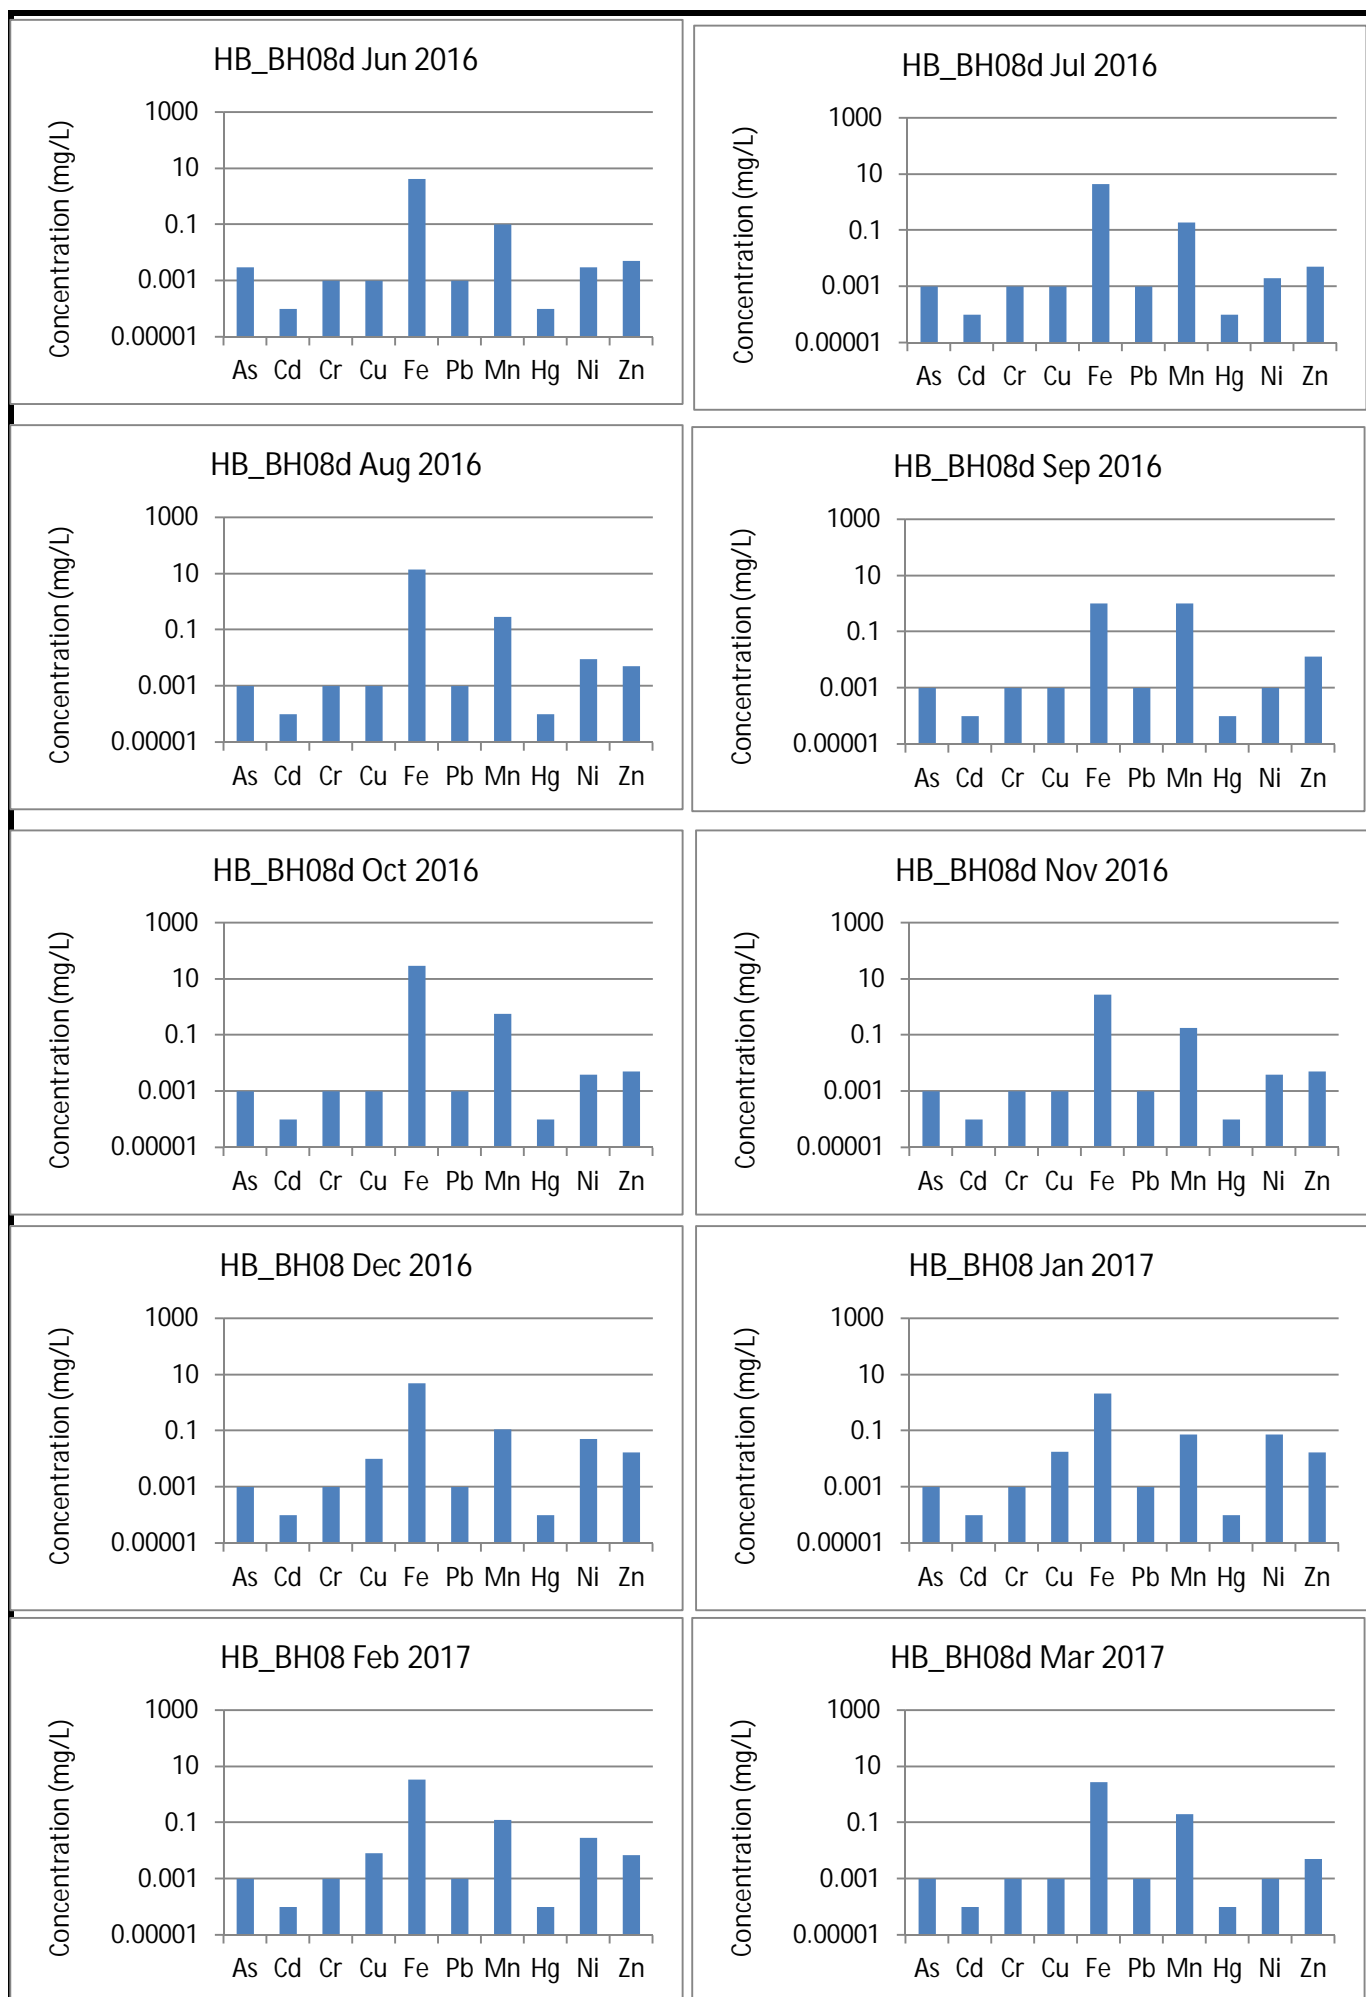 HB_BH08d Jun 2016
Concentration (mg/L)
1000
10
0.1
0.001
0.00001
As Cd Cr Cu Fe Pb Mn Hg Ni Zn
HB_BH08d Jul 2016
Concentration (mg/L)
1000
10
0.1
0.001
0.00001
As Cd Cr Cu Fe Pb Mn Hg Ni Zn
HB_BH08d Aug 2016
Concentration (mg/L)
1000
10
0.1
0.001
0.00001
As Cd Cr Cu Fe Pb Mn Hg Ni Zn
HB_BH08d Sep 2016
Concentration (mg/L)
1000
10
0.1
0.001
0.00001
As Cd Cr Cu Fe Pb Mn Hg Ni Zn
HB_BH08d Oct 2016
Concentration (mg/L)
1000
10
0.1
0.001
0.00001
As Cd Cr Cu Fe Pb Mn Hg Ni Zn
HB_BH08d Nov 2016
Concentration (mg/L)
1000
10
0.1
0.001
0.00001
As Cd Cr Cu Fe Pb Mn Hg Ni Zn
HB_BH08 Dec 2016
Concentration (mg/L)
1000
10
0.1
0.001
0.00001
As Cd Cr Cu Fe Pb Mn Hg Ni Zn
HB_BH08 Jan 2017
Concentration (mg/L)
1000
10
0.1
0.001
0.00001
As Cd Cr Cu Fe Pb Mn Hg Ni Zn
HB_BH08 Feb 2017
Concentration (mg/L)
1000
10
0.1
0.001
0.00001
As Cd Cr Cu Fe Pb Mn Hg Ni Zn
HB_BH08d Mar 2017
Concentration (mg/L)
1000
10
0.1
0.001
0.00001
As Cd Cr Cu Fe Pb Mn Hg Ni Zn